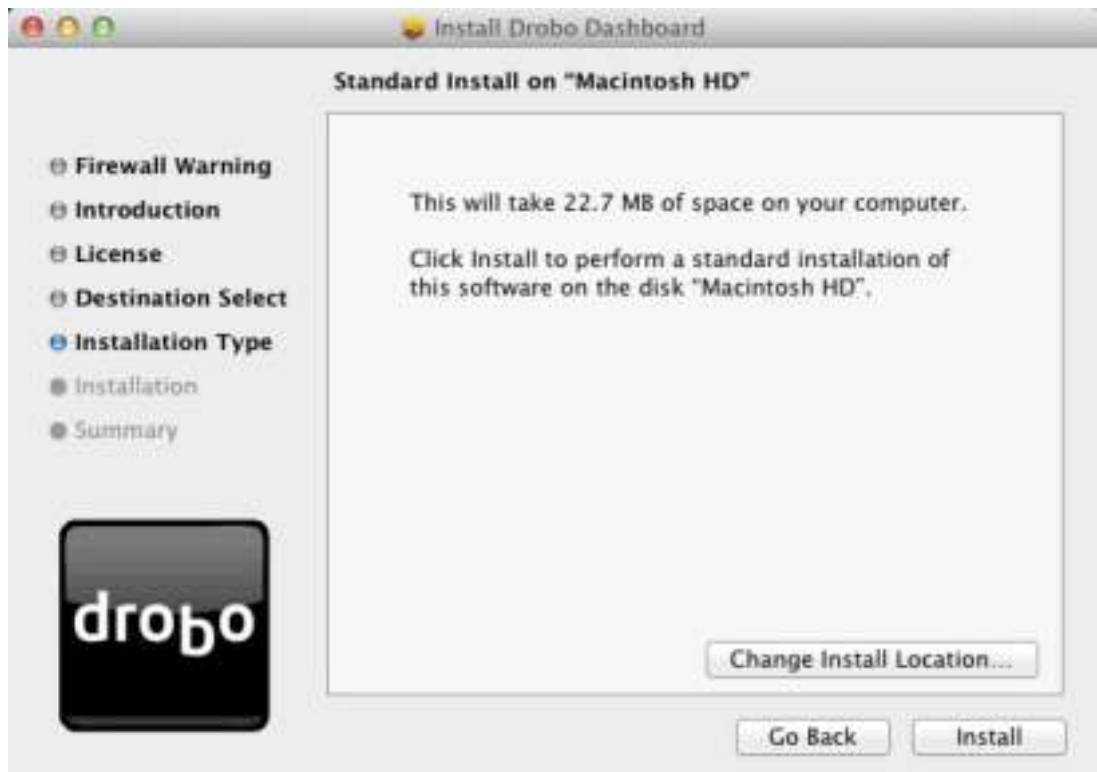 Install Drobo Dashboard
Standard Install on “Macintosh HD”
Firewall Warning
Introduction
License
Destination Select
Installation Type
Installation
Summary
This will take 22.7 MB of space on your computer.
Click Install to perform a standard installation of
this software on the disk “Macintosh HD”.
drobo
Change Install Location...
Go Back
Install